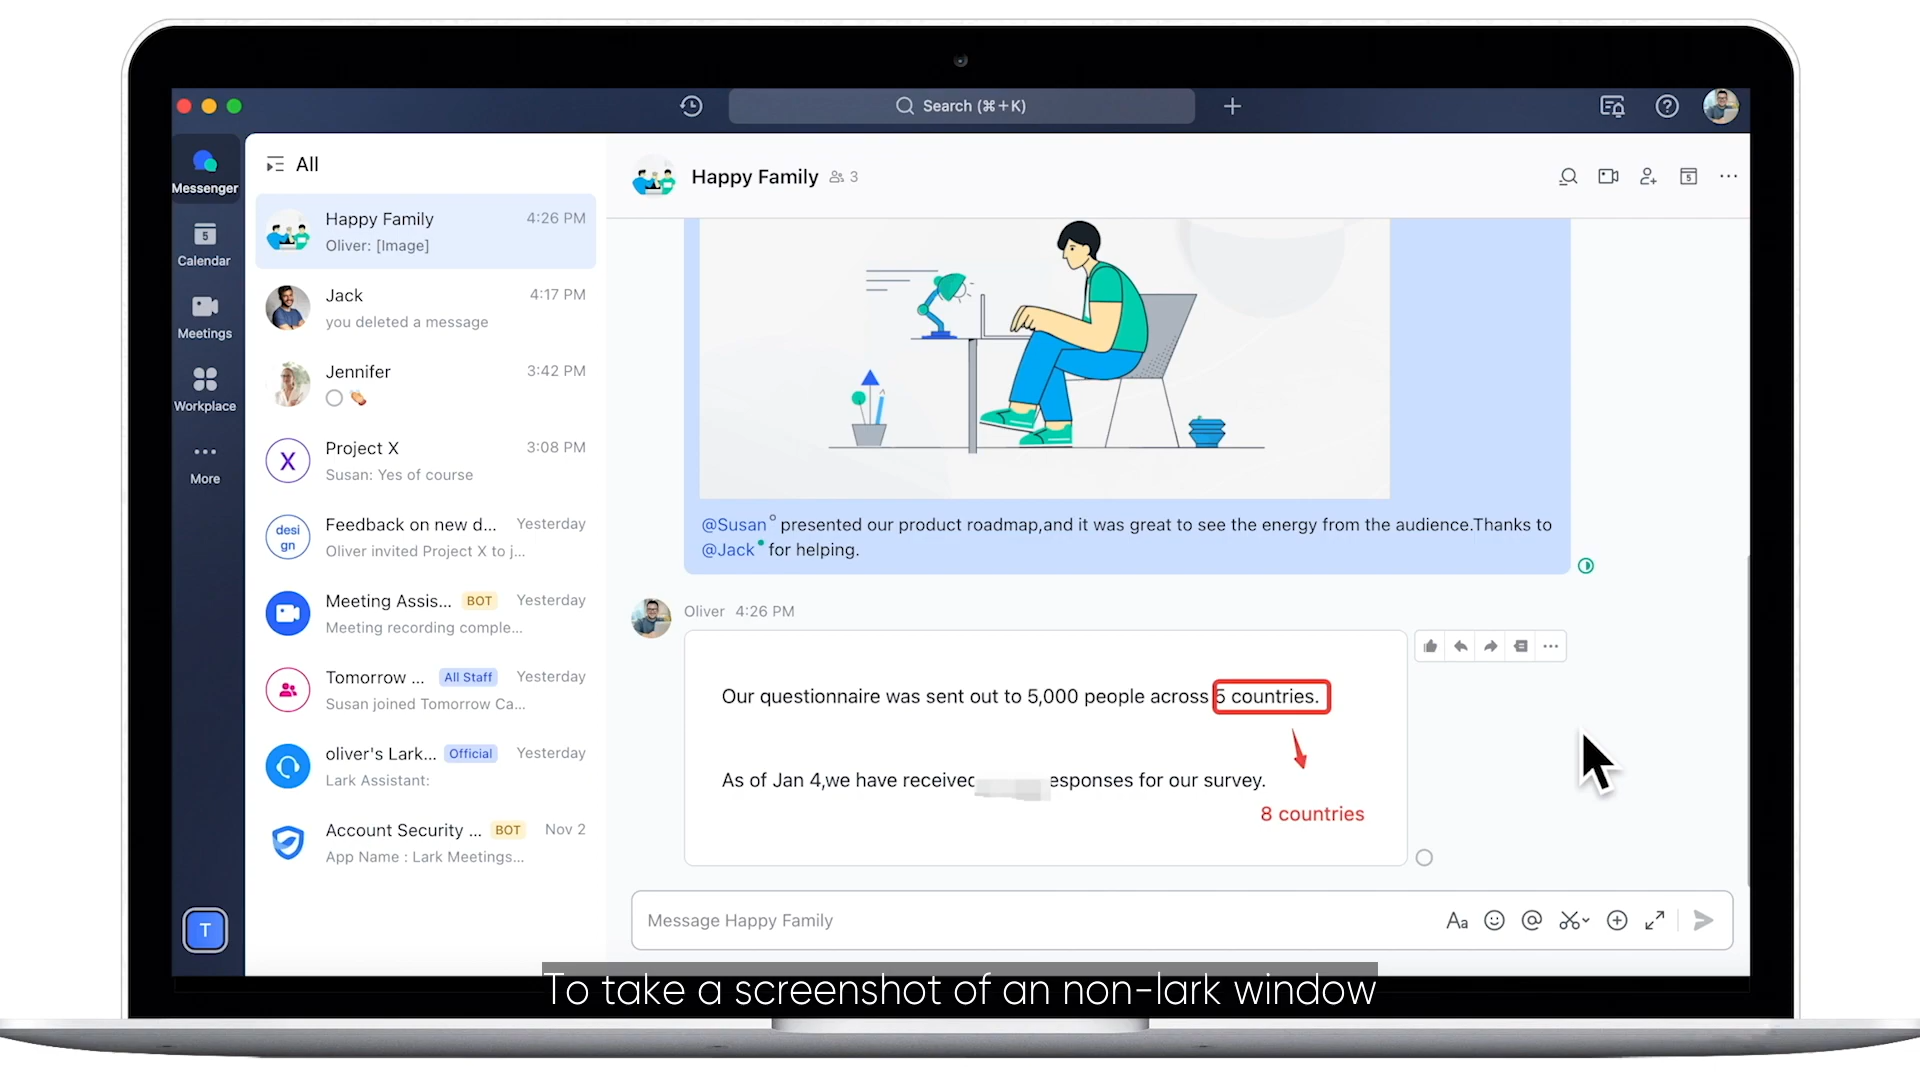 Search (⌘+K)
Messenger
5
Calendar
Meetings
Workplace
More
T
All
Happy Family 4:26 PM
Oliver: [Image]
Jack 4:17 PM
you deleted a message
Jennifer 3:42 PM
X
Project X 3:08 PM
Susan: Yes of course
desi
gn
Feedback on new d... Yesterday
Oliver invited Project X to j...
Meeting Assis... BOT Yesterday
Meeting recording comple...
Tomorrow ... All Staff Yesterday
Susan joined Tomorrow Ca...
oliver's Lark... Official Yesterday
Lark Assistant:
Account Security ... BOT Nov 2
App Name : Lark Meetings...
Happy Family 3
5
@Susan presented our product roadmap,and it was great to see the energy from the audience.Thanks to
@Jack for helping.
Oliver 4:26 PM
Our questionnaire was sent out to 5,000 people across 5 countries.
As of Jan 4,we have received esponses for our survey.
8 countries
Message Happy Family
Aa
To take a screenshot of an non-lark window